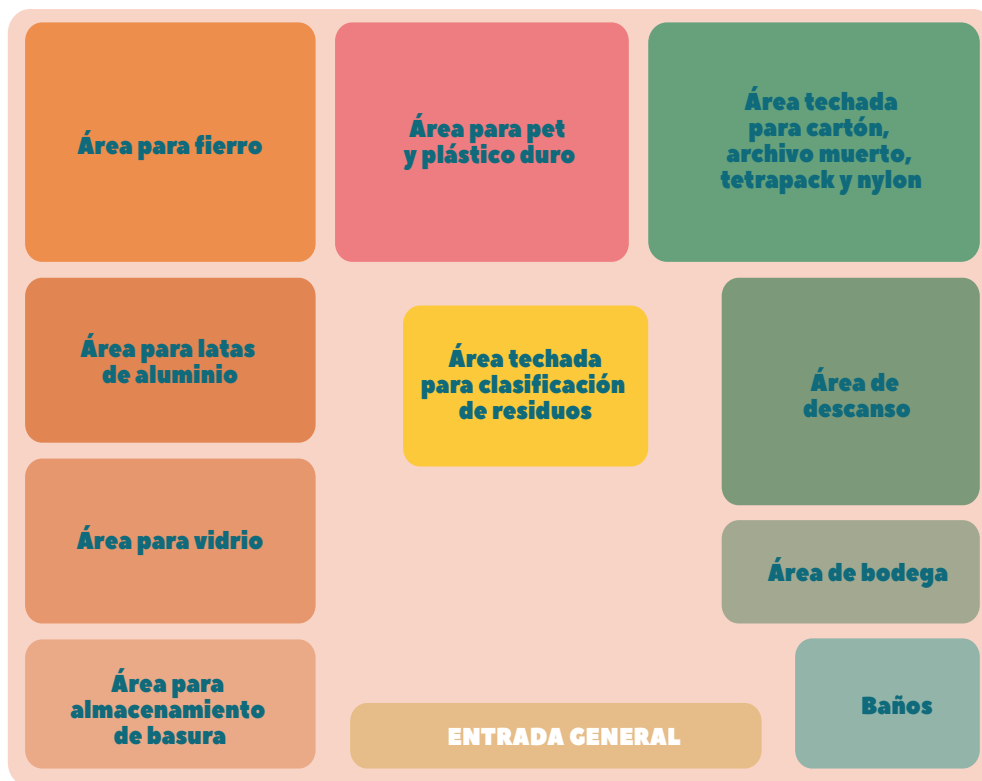 Área para fierro
Área para pet
y plástico duro
Área techada
para cartón,
archivo muerto,
tetrapack y nylon
Área para latas
de aluminio
Área techada
para clasificación
de residuos
Área de
descanso
Área para vidrio
Área de bodega
Área para
almacenamiento
de basura
ENTRADA GENERAL
Baños